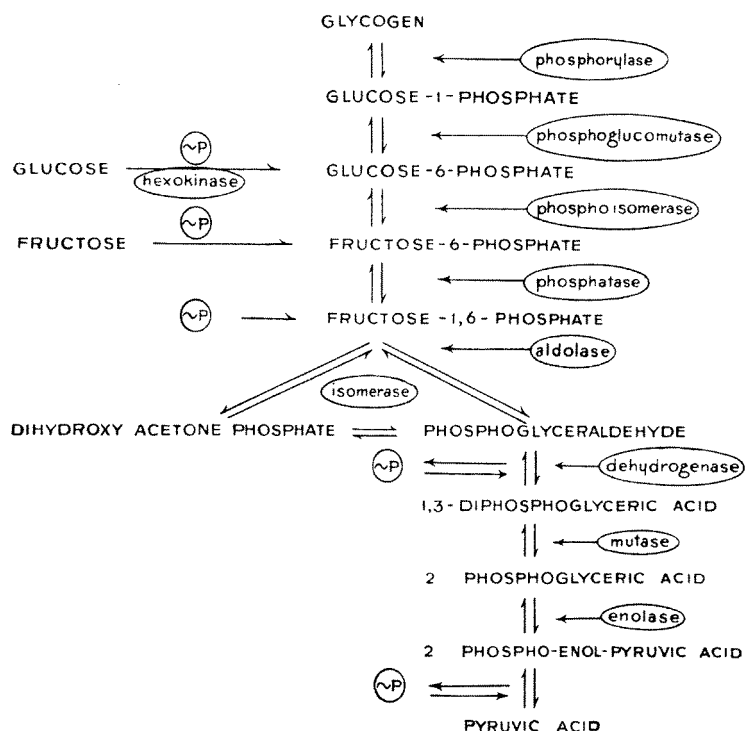 GLYCOGEN
phosphorylase
GLUCOSE-1-PHOSPHATE
~P
phosphoglucomutase
GLUCOSE
hexokinase
GLUCOSE-6-PHOSPHATE
~P
phosphoisomerase
FRUCTOSE
FRUCTOSE-6-PHOSPHATE
phosphatase
~P
FRUCTOSE-1,6-PHOSPHATE
aldolase
isomerase
DIHYDROXY ACETONE PHOSPHATE
PHOSPHOGLYCERALDEHYDE
~P
dehydrogenase
1,3-DIPHOSPHOGLYCERIC ACID
mutase
2 PHOSPHOGLYCERIC ACID
enolase
2 PHOSPHO-ENOL-PYRUVIC ACID
~P
PYRUVIC ACID